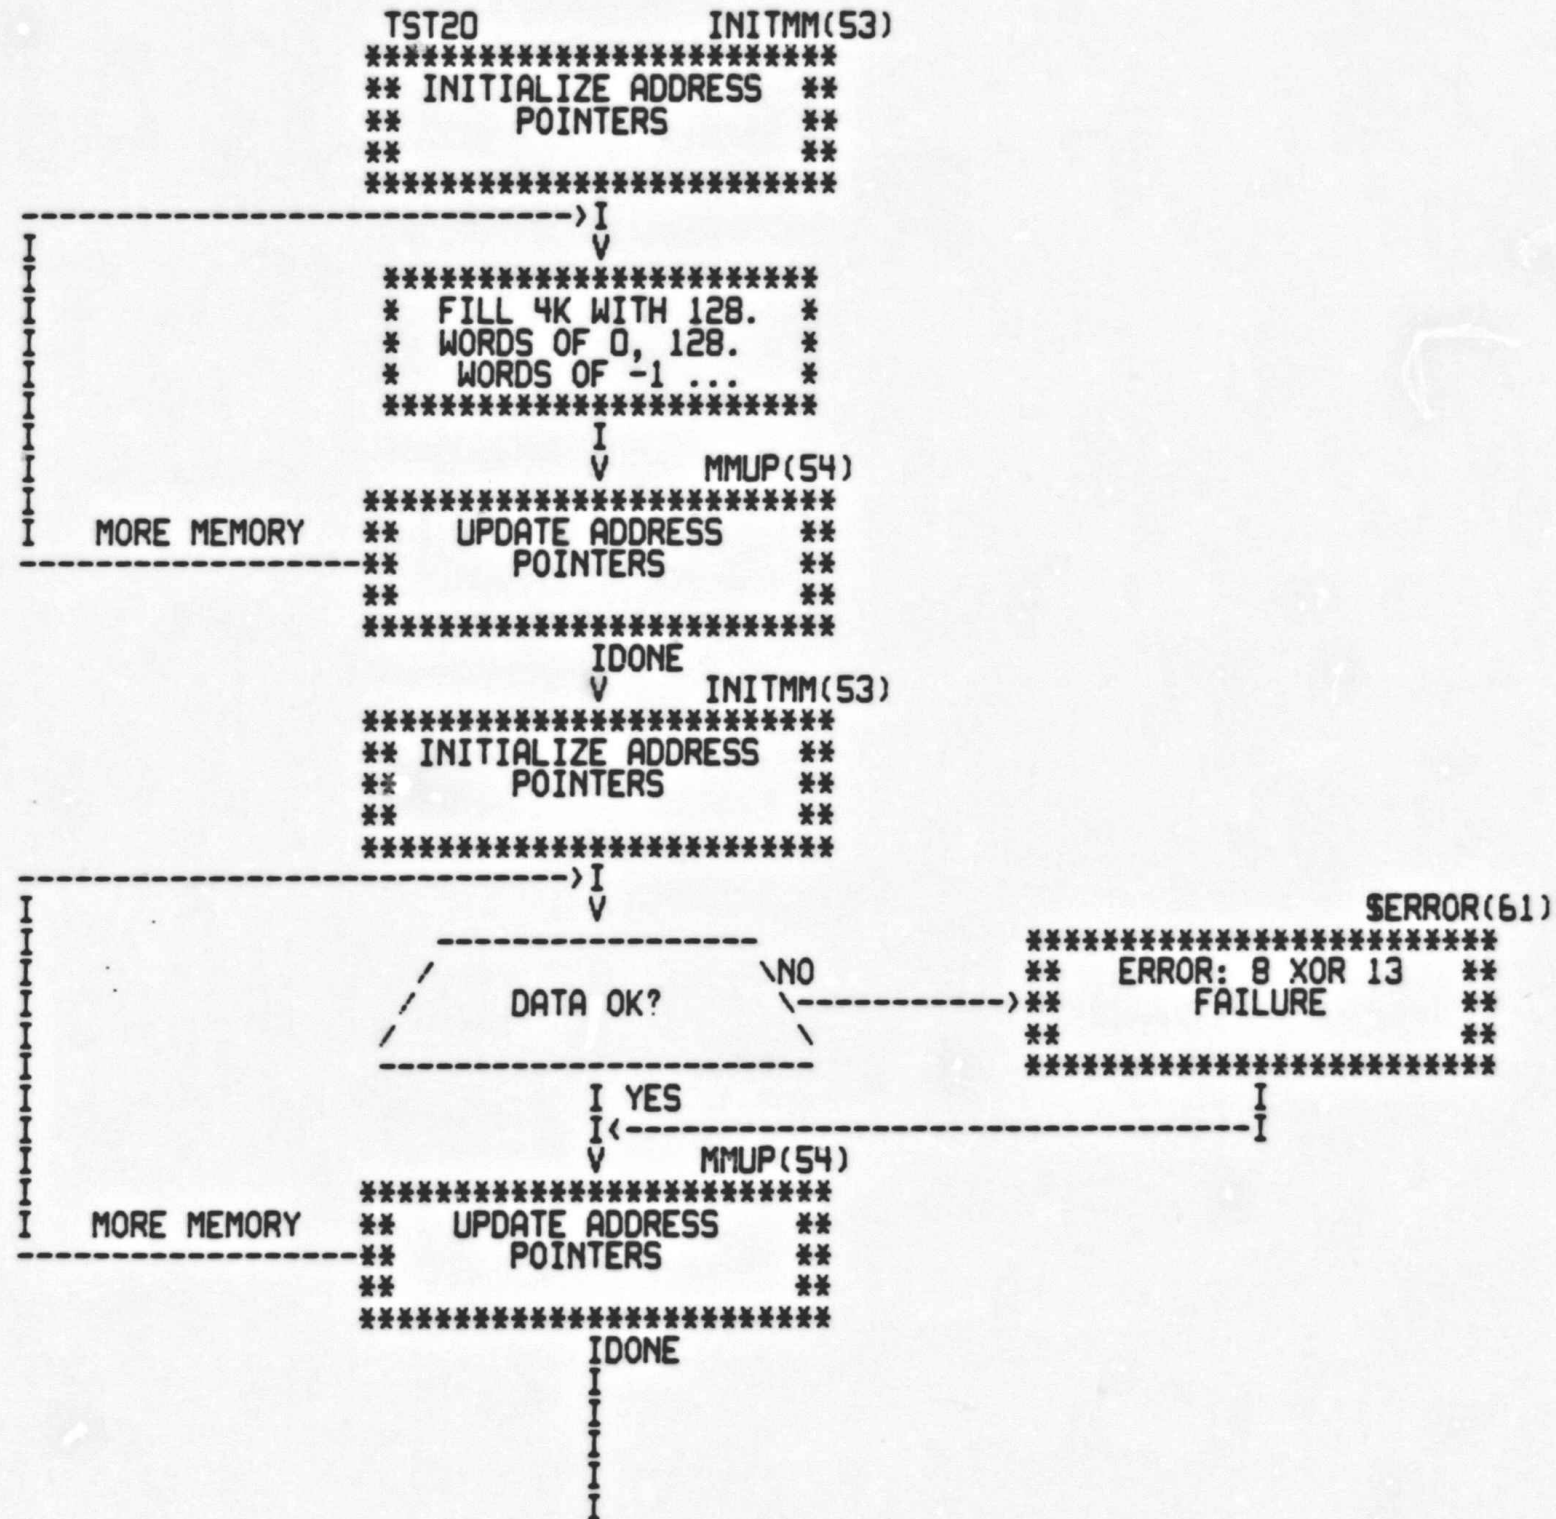 TST20 INITMM(53)
*************************
** INITIALIZE ADDRESS **
** POINTERS **
** **
*************************
----------------------------->I
I V
I ***********************
I * FILL 4K WITH 128. *
I * WORDS OF 0, 128. *
I * WORDS OF -1 ... *
I ***********************
I I
I V MMUP(54)
I *************************
I MORE MEMORY ** UPDATE ADDRESS **
------------------** POINTERS **
** **
*************************
IDONE
V INITMM(53)
*************************
** INITIALIZE ADDRESS **
** POINTERS **
** **
*************************
----------------------------->I
I V $ERROR(61)
I ----------------- *************************
I / \NO ** ERROR: 8 XOR 13 **
I / DATA OK? \----------->** FAILURE **
I / \ ** **
I ----------------------- *************************
I I YES I
I I<---------------------------------I
I V MMUP(54)
I *************************
I MORE MEMORY ** UPDATE ADDRESS **
------------------** POINTERS **
** **
*************************
IDONE
I
I
I
I
I